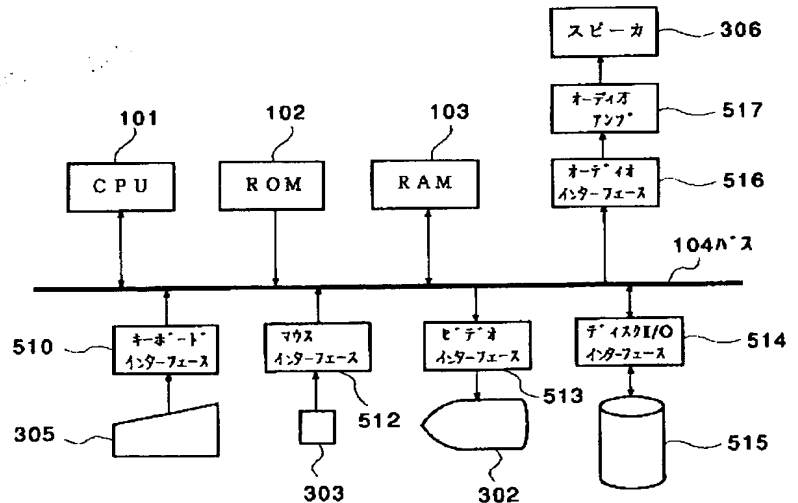 スピーカ
306
オーディオ
アンプ
517
オーディオ
インターフェース
516
101
102
103
CPU
ROM
RAM
104バス
510
キーボード
インターフェース
マウス
インターフェース
512
ビデオ
インターフェース
513
ディスクI/O
インターフェース
514
305
303
302
515